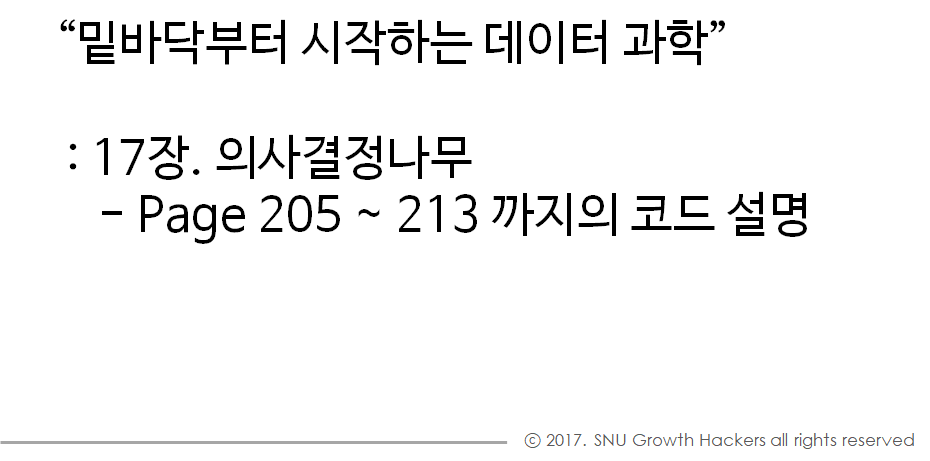 “밑바닥부터 시작하는 데이터 과학”
: 17장. 의사결정나무
– Page 205 ~ 213 까지의 코드 설명
ⓒ 2017. SNU Growth Hackers all rights reserved